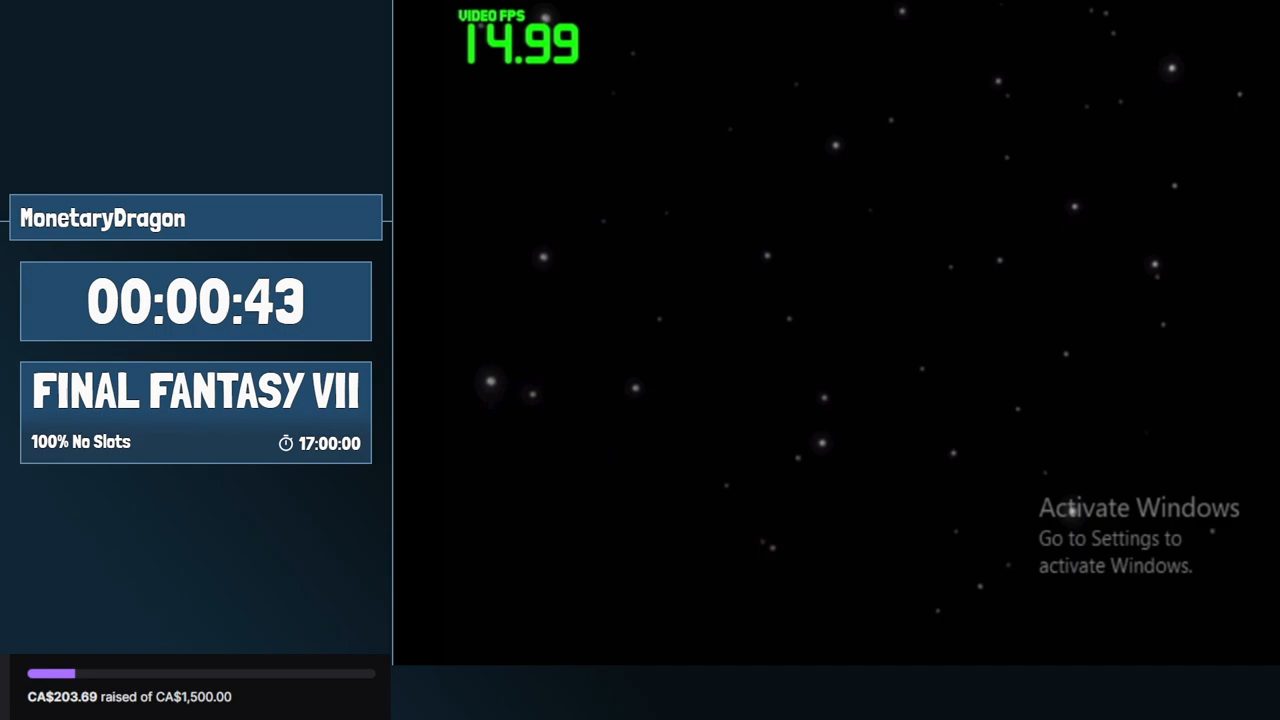 VIDEO FPS
14.99
MonetaryDragon
00:00:43
FINAL FANTASY VII
100% No Slots
17:00:00
Activate Windows
Go to Settings to
activate Windows.
CA$203.69 raised of CA$1,500.00